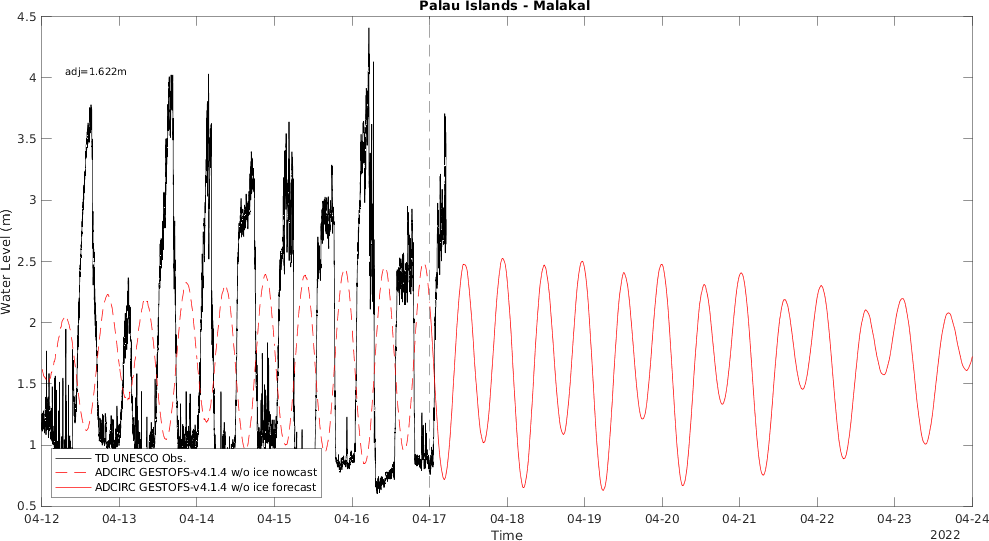 Palau Islands - Malakal
4.5
adj=1.622m
4
3.5
3
2.5
2
1.5
1
0.5
Water Level (m)
TD UNESCO Obs.
ADCIRC GESTOFS-v4.1.4 w/o ice nowcast
ADCIRC GESTOFS-v4.1.4 w/o ice forecast
04-12 04-13 04-14 04-15 04-16 04-17 04-18 04-19 04-20 04-21 04-22 04-23 04-24
Time
2022